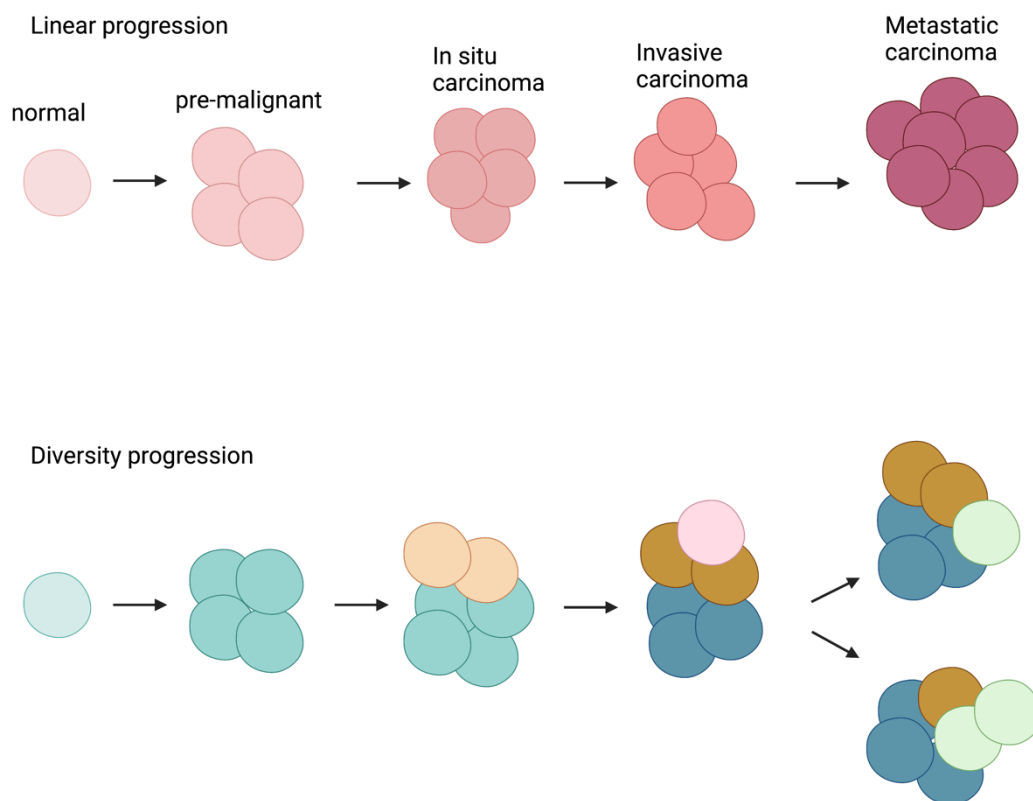 Linear progression
normal
pre-malignant
In situ
carcinoma
Invasive
carcinoma
Metastatic
carcinoma
Diversity progression